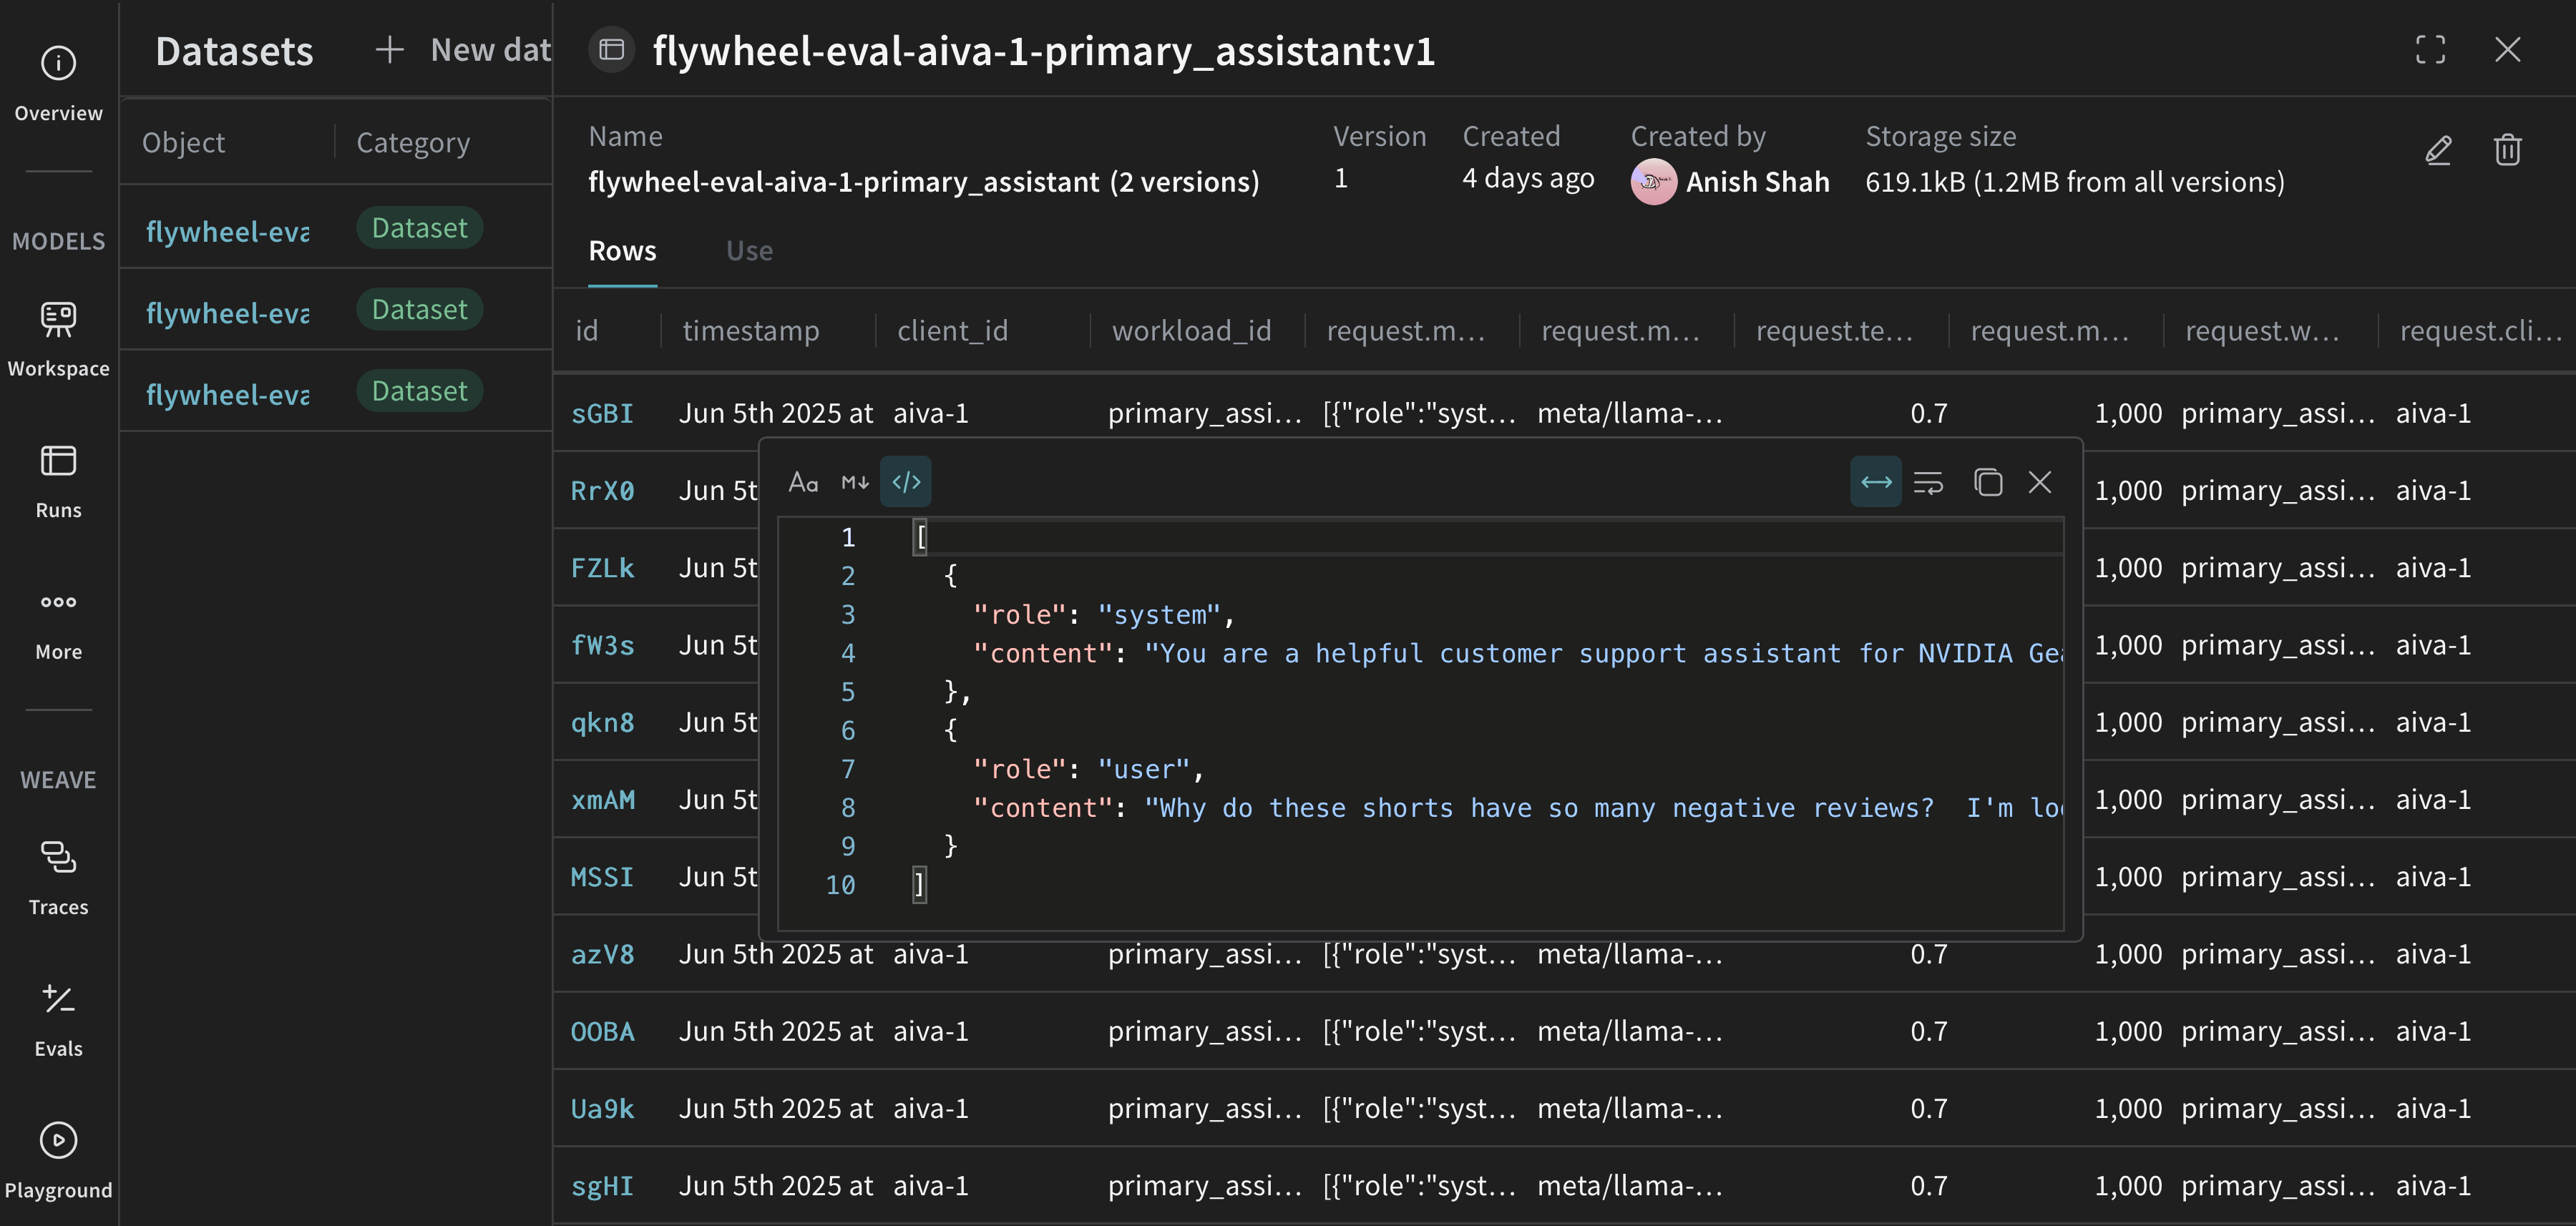 Overview
MODELS
Workspace
Runs
More
WEAVE
Traces
Evals
Playground
Datasets + New dat
Object Category
flywheel-eva Dataset
flywheel-eva Dataset
flywheel-eva Dataset
flywheel-eval-aiva-1-primary_assistant:v1
Name Version Created Created by Storage size
flywheel-eval-aiva-1-primary_assistant (2 versions) 1 4 days ago Anish Shah 619.1kB (1.2MB from all versions)
Rows Use
id timestamp client_id workload_id request.m... request.m... request.te... request.m... request.w... request.cli...
sGBI Jun 5th 2025 at aiva-1 primary_assi... [{"role":"syst... meta/llama-... 0.7 1,000 primary_assi... aiva-1
RrX0 Jun 5t 1,000 primary_assi... aiva-1
FZLk Jun 5t 1,000 primary_assi... aiva-1
fW3s Jun 5t 1,000 primary_assi... aiva-1
qkn8 Jun 5t 1,000 primary_assi... aiva-1
xmAM Jun 5t 1,000 primary_assi... aiva-1
MSSI Jun 5t 1,000 primary_assi... aiva-1
Aa M↓ </>
1 [
2 {
3 "role": "system",
4 "content": "You are a helpful customer support assistant for NVIDIA Gea
5 },
6 {
7 "role": "user",
8 "content": "Why do these shorts have so many negative reviews?  I'm loo
9 }
10 ]
azV8 Jun 5th 2025 at aiva-1 primary_assi... [{"role":"syst... meta/llama-... 0.7 1,000 primary_assi... aiva-1
OOBA Jun 5th 2025 at aiva-1 primary_assi... [{"role":"syst... meta/llama-... 0.7 1,000 primary_assi... aiva-1
Ua9k Jun 5th 2025 at aiva-1 primary_assi... [{"role":"syst... meta/llama-... 0.7 1,000 primary_assi... aiva-1
sgHI Jun 5th 2025 at aiva-1 primary_assi... [{"role":"syst... meta/llama-... 0.7 1,000 primary_assi... aiva-1